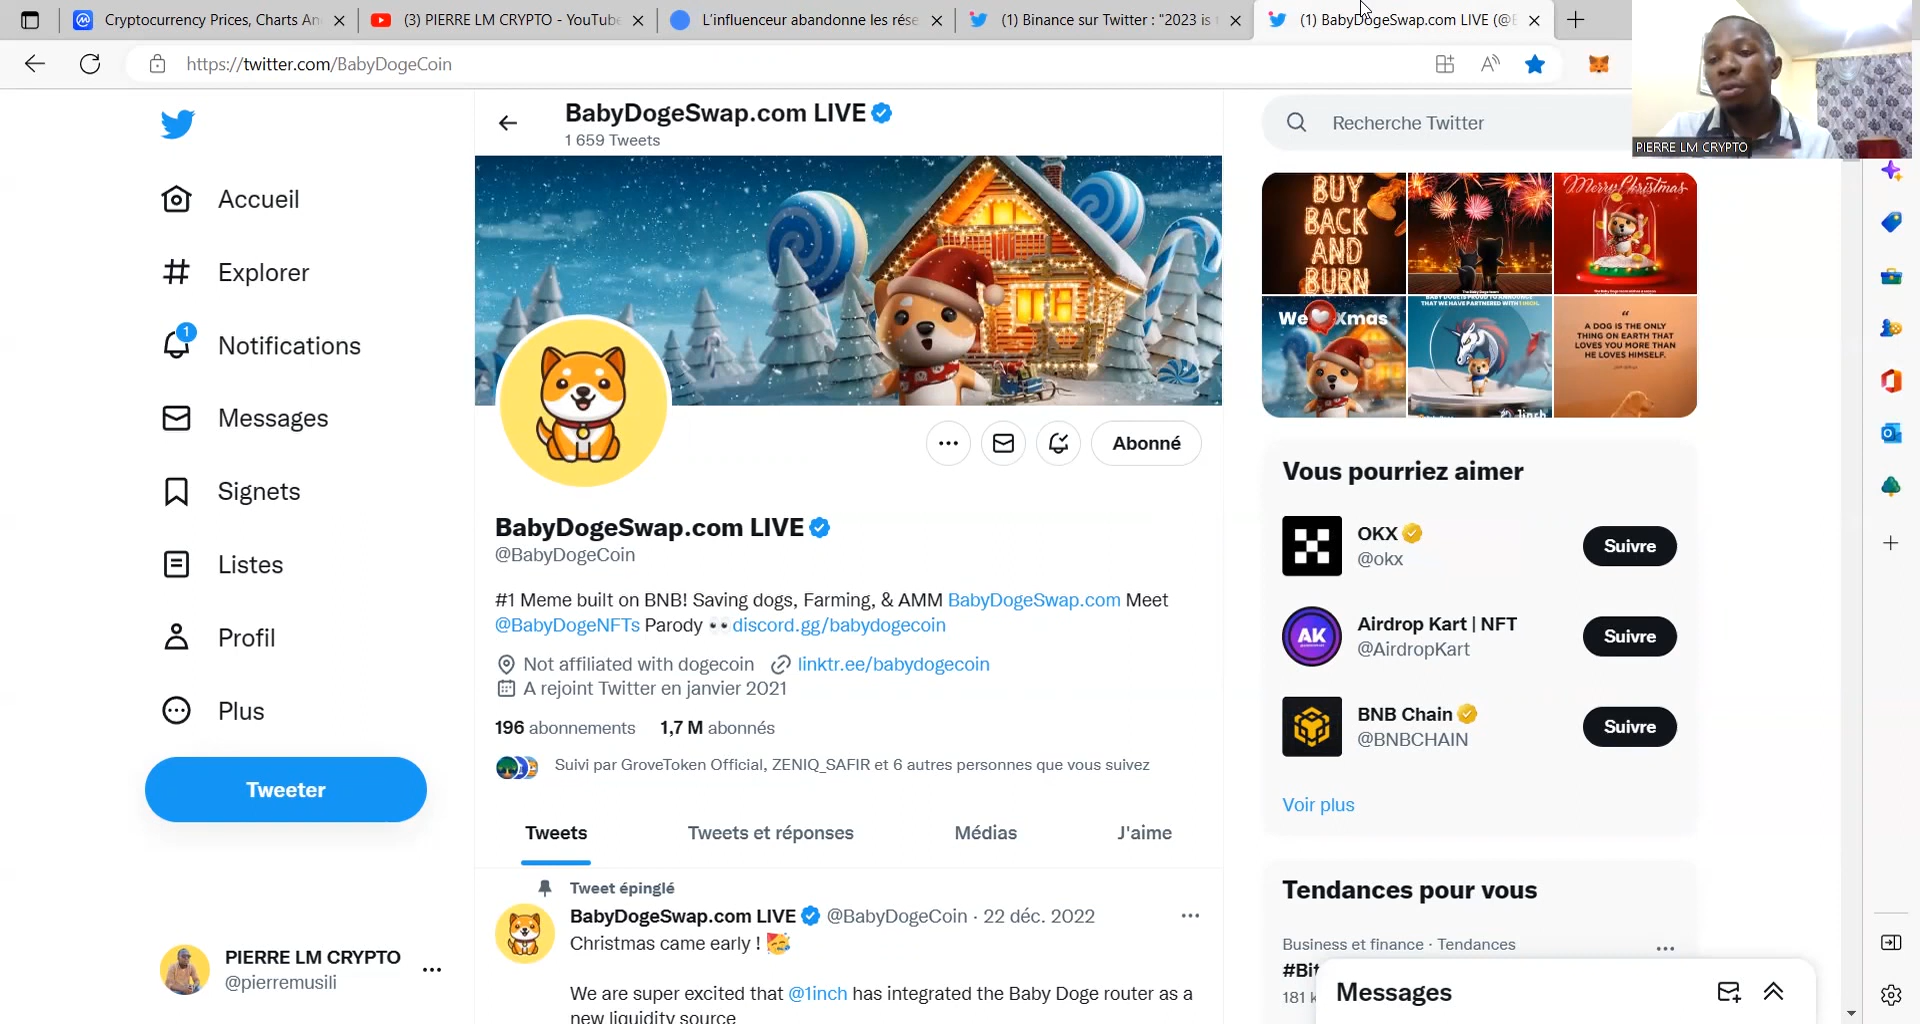 Cryptocurrency Prices, Charts An
(3) PIERRE LM CRYPTO - YouTube
L'influenceur abandonne les rése
(1) Binance sur Twitter : "2023 is
(1) BabyDogeSwap.com LIVE (@B
https://twitter.com/BabyDogeCoin
PIERRE LM CRYPTO
Accueil
Explorer
1
Notifications
Messages
Signets
Listes
Profil
Plus
Tweeter
PIERRE LM CRYPTO
@pierremusili
BabyDogeSwap.com LIVE
1 659 Tweets
Abonné
BabyDogeSwap.com LIVE
@BabyDogeCoin
#1 Meme built on BNB! Saving dogs, Farming, & AMM BabyDogeSwap.com Meet
@BabyDogeNFTs Parody 👀 discord.gg/babydogecoin
Not affiliated with dogecoin linktr.ee/babydogecoin
A rejoint Twitter en janvier 2021
196 abonnements 1,7 M abonnés
Suivi par GroveToken Official, ZENIQ_SAFIR et 6 autres personnes que vous suivez
Tweets Tweets et réponses Médias J'aime
Tweet épinglé
BabyDogeSwap.com LIVE @BabyDogeCoin · 22 déc. 2022
Christmas came early ! 🥳
We are super excited that @1inch has integrated the Baby Doge router as a
new liquidity source
Recherche Twitter
BUY
BACK
AND
BURN
Merry Christmas
We Xmas
BABY DOGE IS PROUD TO ANNOUNCE
THAT WE HAVE PARTNERED WITH 1INCH.
1inch
“
A DOG IS THE ONLY
THING ON EARTH THAT
LOVES YOU MORE THAN
HE LOVES HIMSELF.
Vous pourriez aimer
OKX
@okx
Suivre
AK
Airdrop Kart | NFT
@AirdropKart
Suivre
BNB Chain
@BNBCHAIN
Suivre
Voir plus
Tendances pour vous
Business et finance · Tendances
#Bit
181 k
Messages